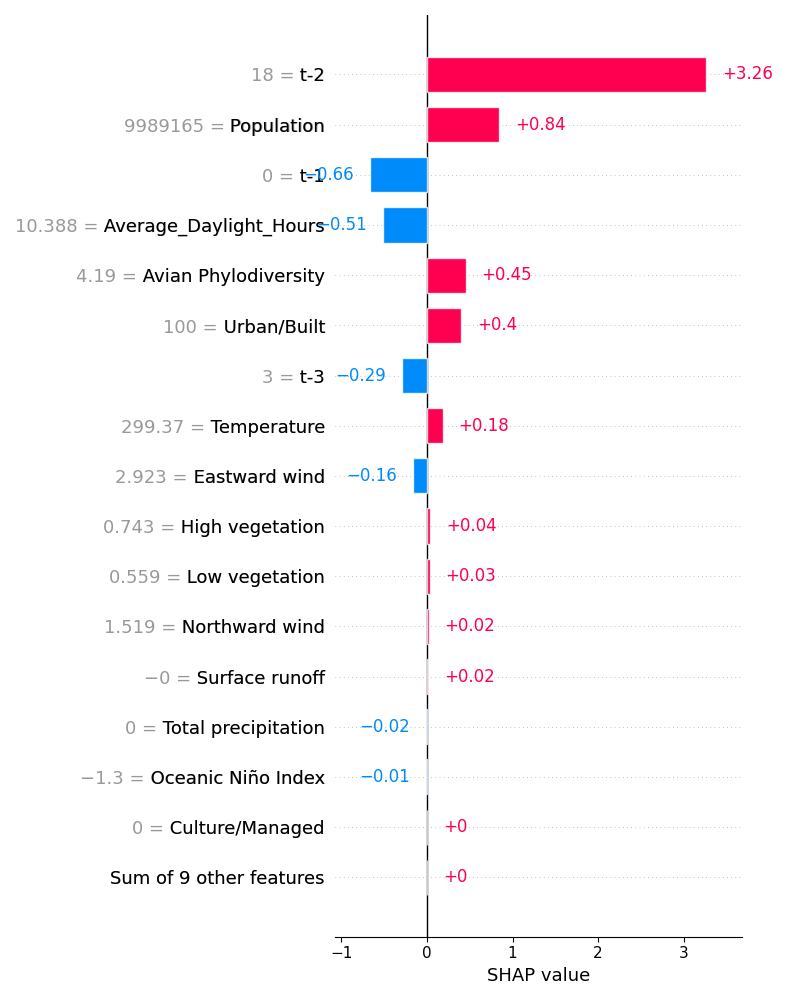 18 = t-2 +3.26
9989165 = Population +0.84
0 = t-1 −0.66
10.388 = Average_Daylight_Hours −0.51
4.19 = Avian Phylodiversity +0.45
100 = Urban/Built +0.4
3 = t-3 −0.29
299.37 = Temperature +0.18
2.923 = Eastward wind −0.16
0.743 = High vegetation +0.04
0.559 = Low vegetation +0.03
1.519 = Northward wind +0.02
−0 = Surface runoff +0.02
0 = Total precipitation −0.02
−1.3 = Oceanic Niño Index −0.01
0 = Culture/Managed +0
Sum of 9 other features +0
−1 0 1 2 3
SHAP value